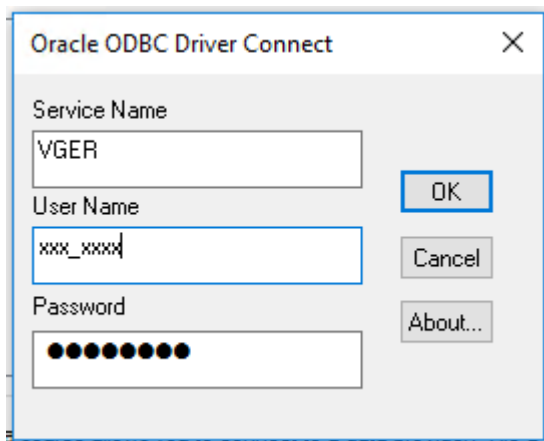 Oracle ODBC Driver Connect
Service Name
VGER
OK
User Name
xxx_xxxx
Cancel
Password
About...
●●●●●●●●